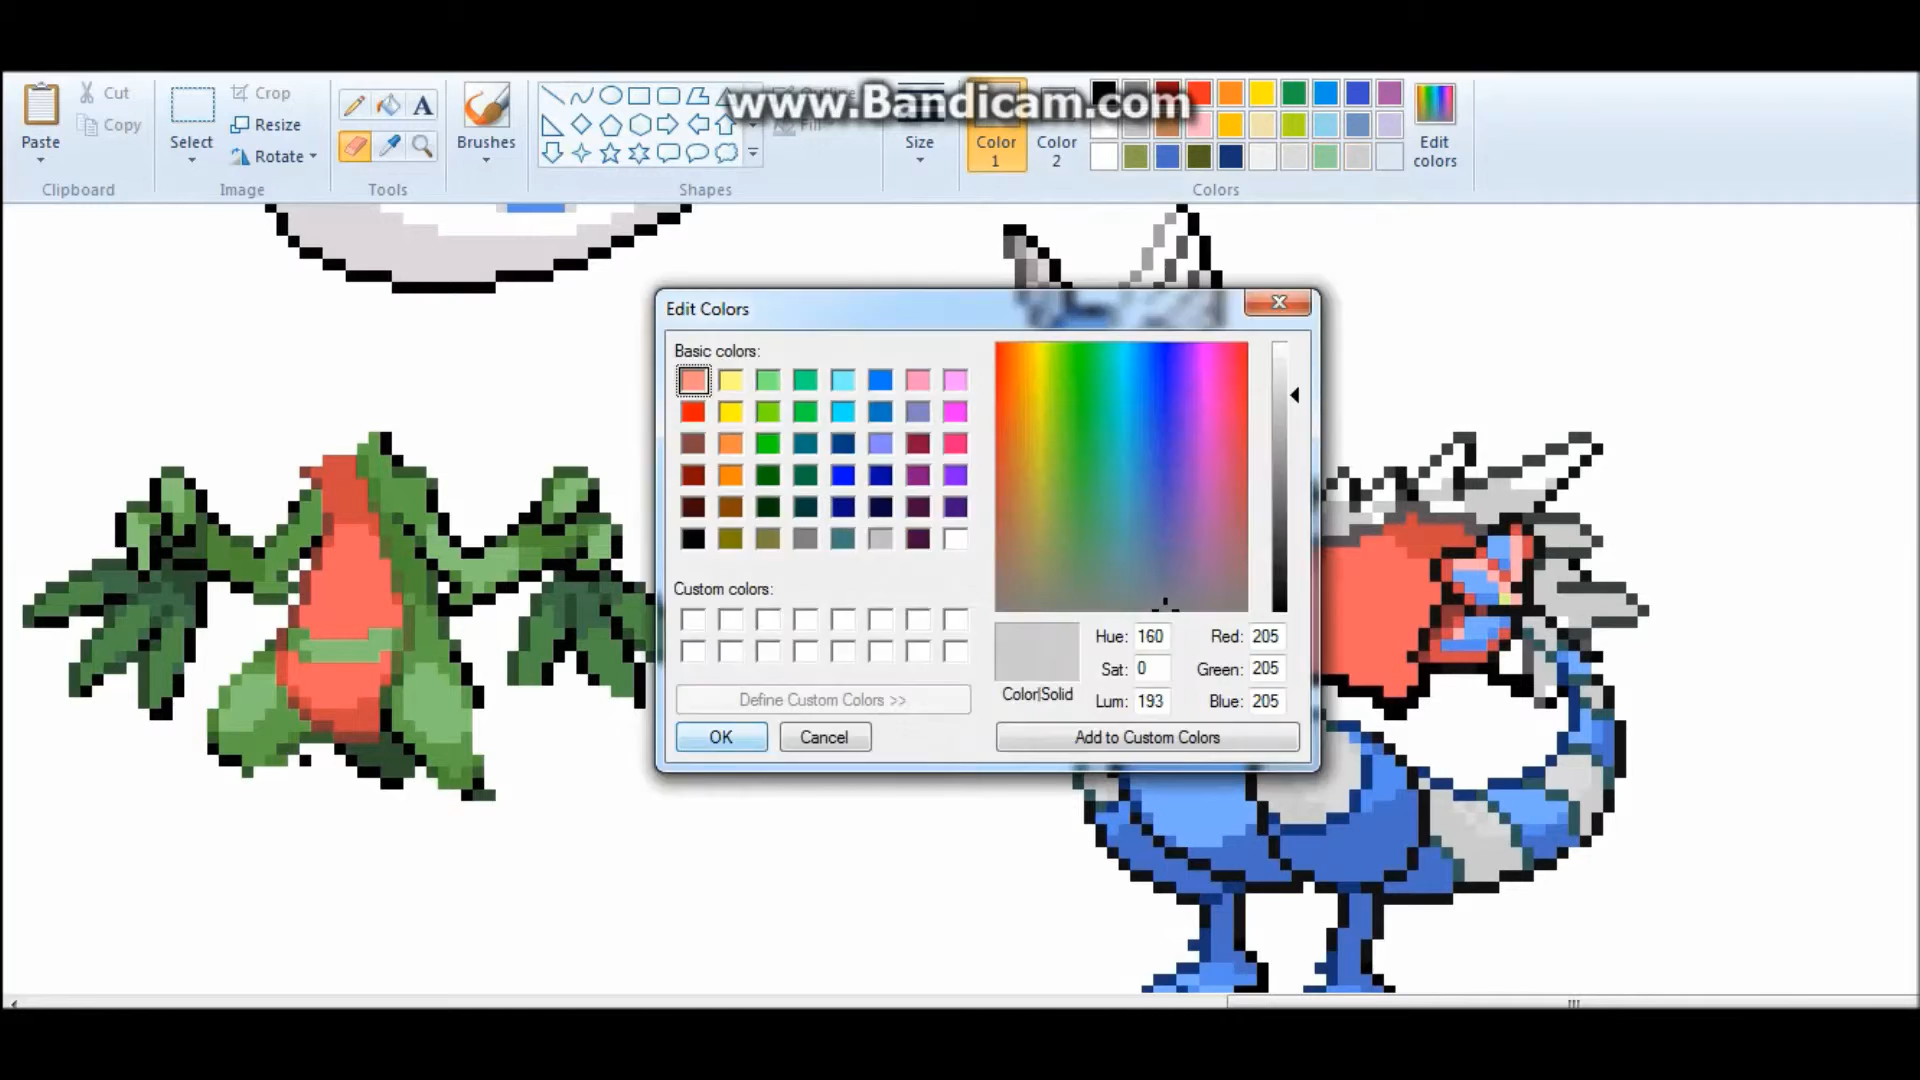 www.Bandicam.com
Paste
Cut
Copy
Clipboard
Select
Crop
Resize
Rotate
Image
A
Tools
Brushes
Shapes
Size
Color
1
Color
2
Edit
colors
Colors
Edit Colors
Basic colors:
Custom colors:
Define Custom Colors >>
OK
Cancel
Color|Solid
Hue: 160
Sat: 0
Lum: 193
Red: 205
Green: 205
Blue: 205
Add to Custom Colors